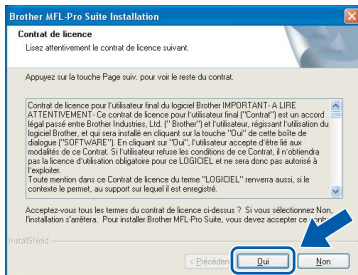 Brother MFL-Pro Suite Installation
Contrat de licence
Lisez attentivement le contrat de licence suivant.
Appuyez sur la touche Page suiv. pour voir le reste du contrat.
Contrat de licence pour l'utilisateur final du logiciel Brother IMPORTANT- A LIRE
ATTENTIVEMENT- Ce contrat de licence pour l'utilisateur final ("Contrat") est un accord
légal passé entre Brother Industries, Ltd. ("Brother") et l'utilisateur, régissant l'utilisation du
logiciel Brother, et qui sera installé en cliquant sur la touche "Oui" de cette boîte de
dialogue ("SOFTWARE"). En cliquant sur "Oui", l'utilisateur accepte d'être lié aux
modalités de ce Contrat. Si l'utilisateur refuse les conditions de ce Contrat, il n'obtiendra
pas la licence d'utilisation obligatoire pour ce LOGICIEL et ne sera donc pas autorisé à
l'exploiter.
Toute mention dans ce Contrat de licence du terme "LOGICIEL" renverra aussi, si le
contexte le permet, au support sur lequel il est enregistré.
Acceptez-vous tous les termes du contrat de licence ci-dessus ? Si vous sélectionnez Non,
l'installation s'arrêtera. Pour installer Brother MFL-Pro Suite, vous devez accepter ce
InstallShield
< Précéden
Oui
Non